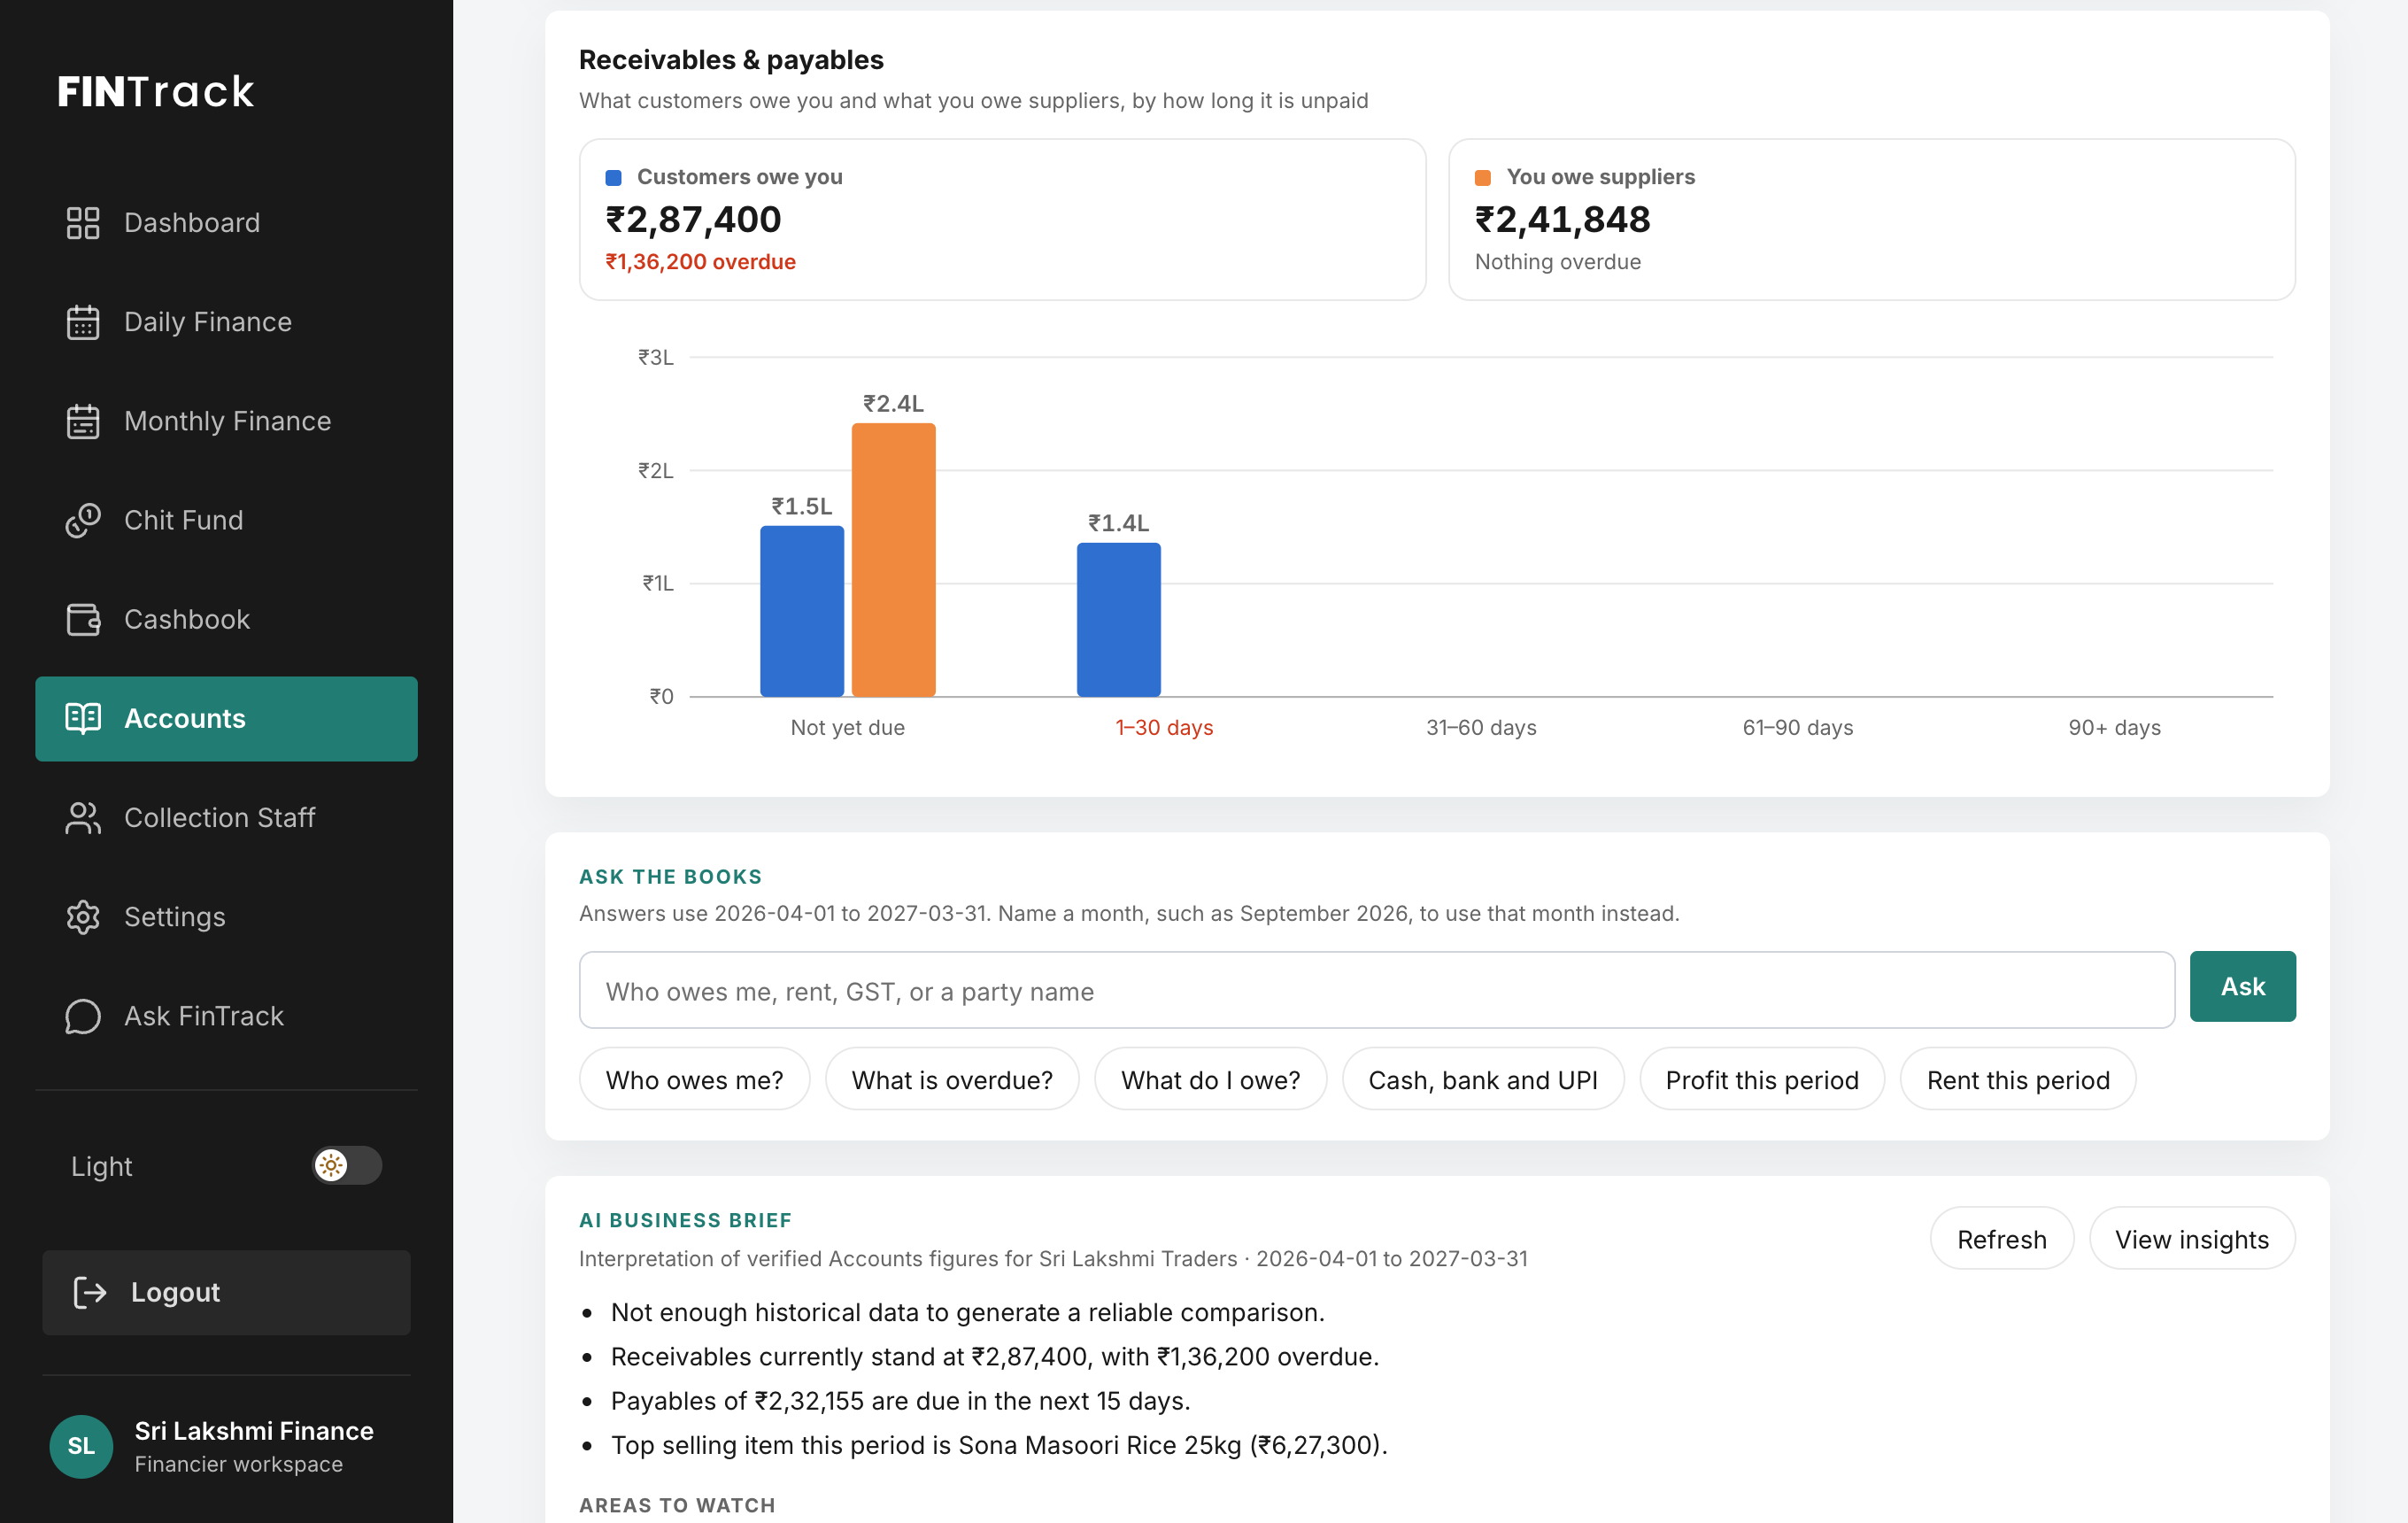 FINTrack
Dashboard
Daily Finance
Monthly Finance
Chit Fund
Cashbook
Accounts
Collection Staff
Settings
Ask FinTrack
Light
Logout
SL
Sri Lakshmi Finance
Financier workspace
Receivables & payables
What customers owe you and what you owe suppliers, by how long it is unpaid
Customers owe you
₹2,87,400
₹1,36,200 overdue
You owe suppliers
₹2,41,848
Nothing overdue
₹3L
₹2L
₹1L
₹0
₹1.5L
₹2.4L
₹1.4L
Not yet due
1–30 days
31–60 days
61–90 days
90+ days
ASK THE BOOKS
Answers use 2026-04-01 to 2027-03-31. Name a month, such as September 2026, to use that month instead.
Who owes me, rent, GST, or a party name
Ask
Who owes me?
What is overdue?
What do I owe?
Cash, bank and UPI
Profit this period
Rent this period
AI BUSINESS BRIEF
Interpretation of verified Accounts figures for Sri Lakshmi Traders · 2026-04-01 to 2027-03-31
Refresh
View insights
• Not enough historical data to generate a reliable comparison.
• Receivables currently stand at ₹2,87,400, with ₹1,36,200 overdue.
• Payables of ₹2,32,155 are due in the next 15 days.
• Top selling item this period is Sona Masoori Rice 25kg (₹6,27,300).
AREAS TO WATCH